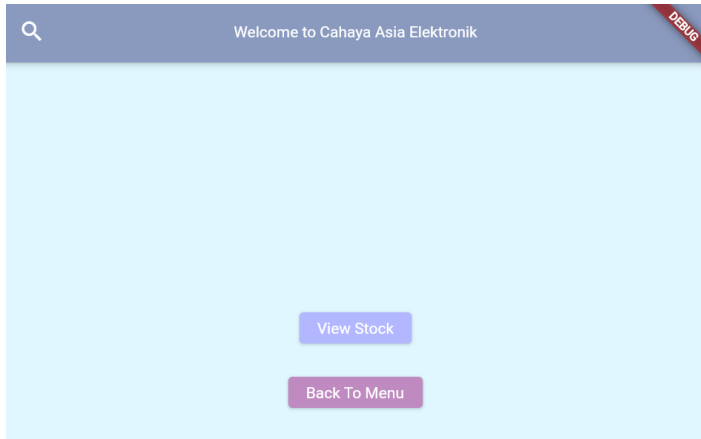 Welcome to Cahaya Asia Elektronik
DEBUG
View Stock
Back To Menu